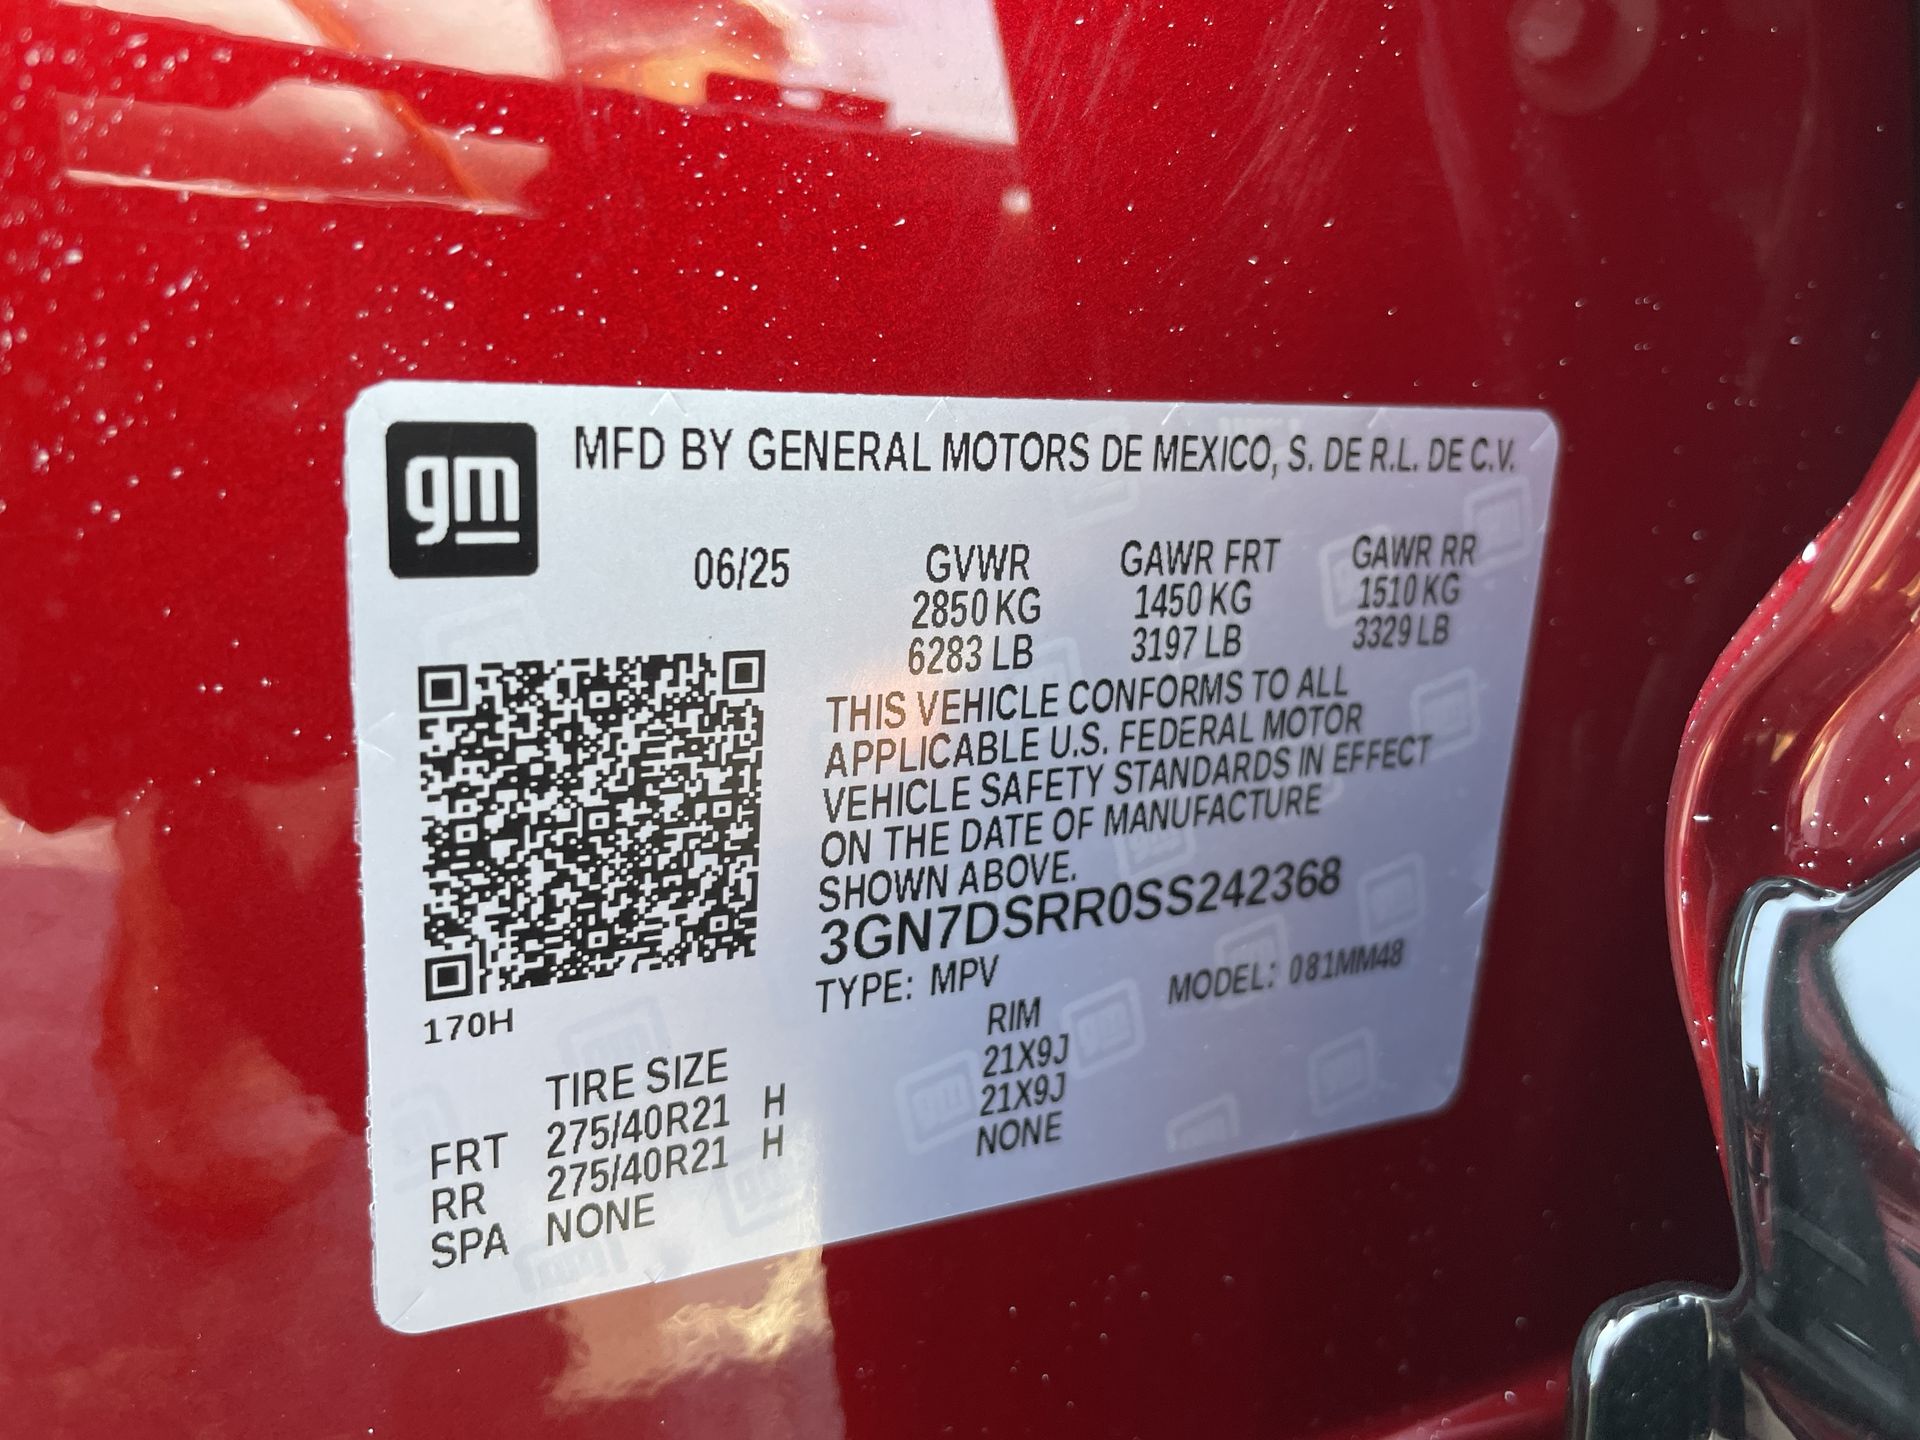 gm
MFD BY GENERAL MOTORS DE MEXICO, S. DE R.L. DE C.V.
06/25
GVWR GAWR FRT GAWR RR
2850 KG 1450 KG 1510 KG
6283 LB 3197 LB 3329 LB
THIS VEHICLE CONFORMS TO ALL
APPLICABLE U.S. FEDERAL MOTOR
VEHICLE SAFETY STANDARDS IN EFFECT
ON THE DATE OF MANUFACTURE
SHOWN ABOVE.
3GN7DSRR0SS242368
TYPE: MPV MODEL: 081MM48
170H
TIRE SIZE RIM
FRT 275/40R21 H 21X9J
RR 275/40R21 H 21X9J
SPA NONE NONE